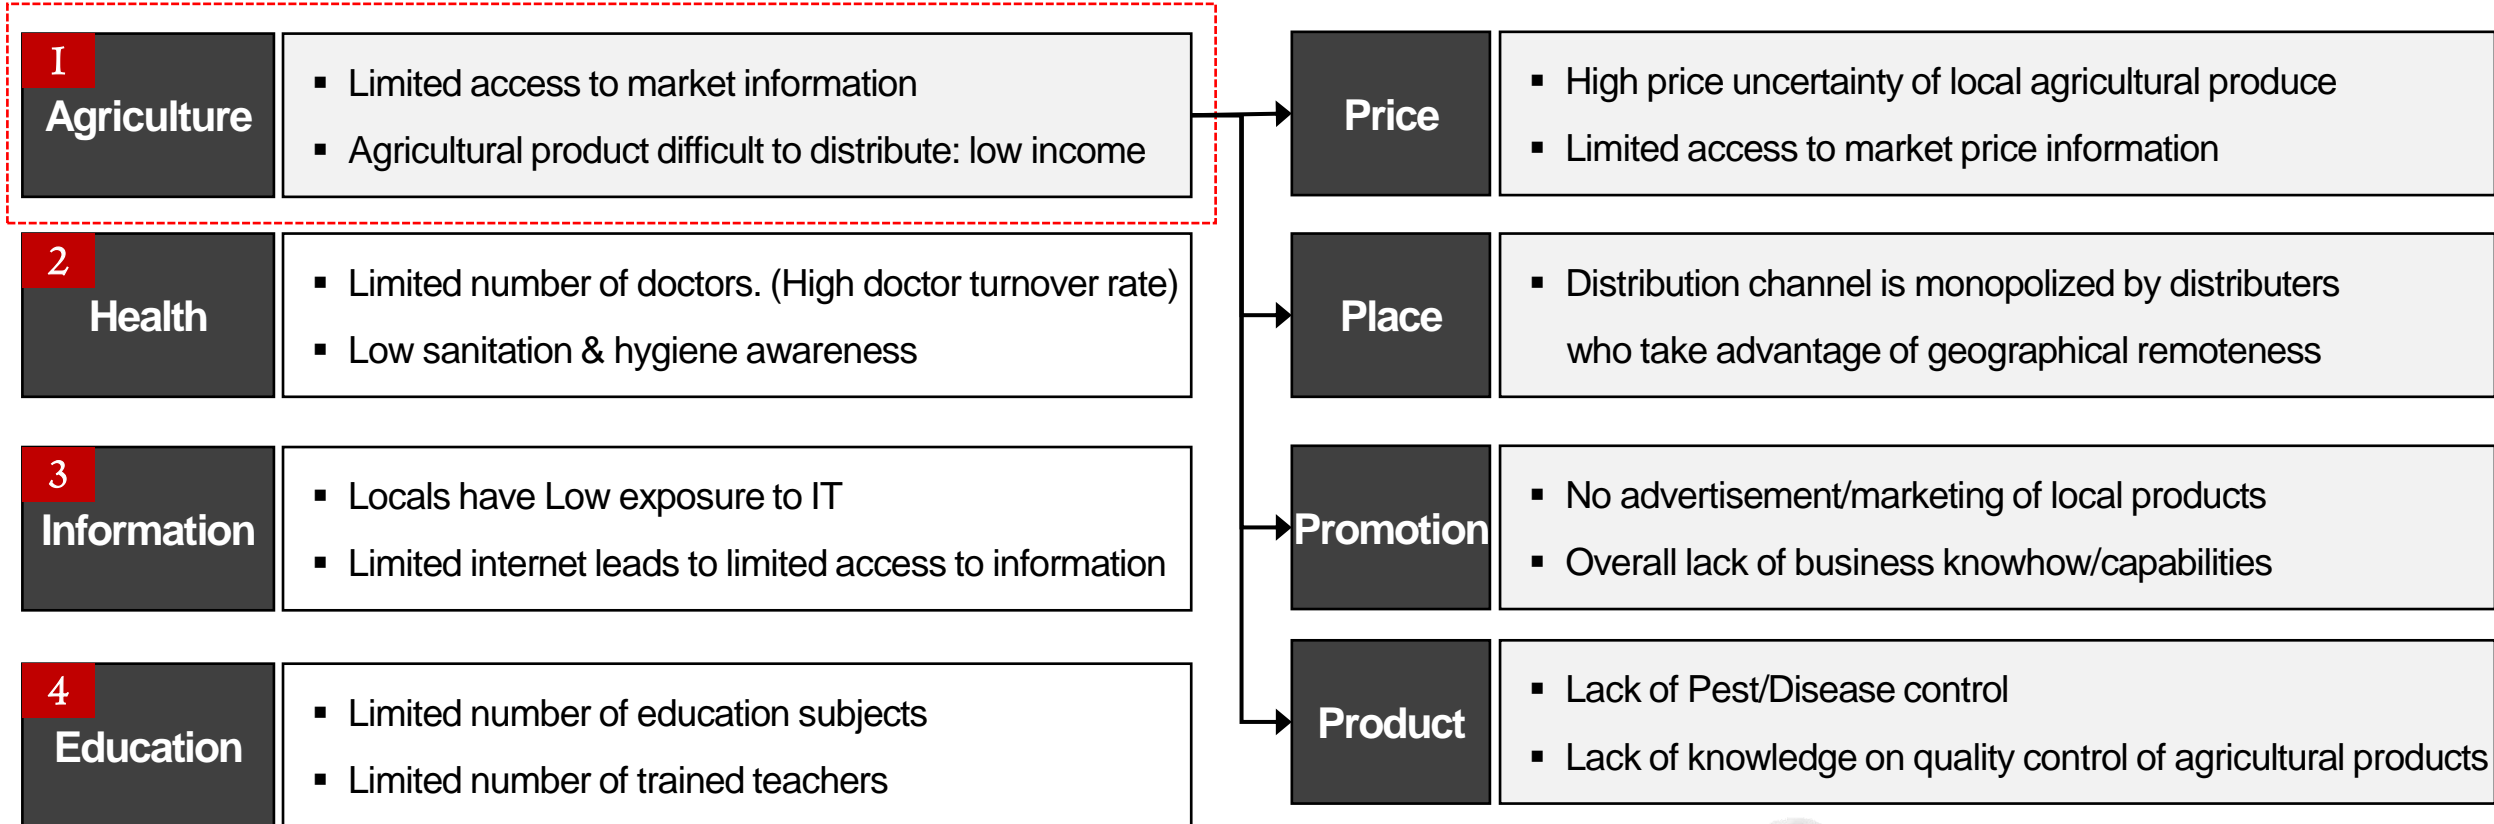 1
Agriculture
▪ Limited access to market information
▪ Agricultural product difficult to distribute: low income
2
Health
▪ Limited number of doctors. (High doctor turnover rate)
▪ Low sanitation & hygiene awareness
3
Information
▪ Locals have Low exposure to IT
▪ Limited internet leads to limited access to information
4
Education
▪ Limited number of education subjects
▪ Limited number of trained teachers
Price
▪ High price uncertainty of local agricultural produce
▪ Limited access to market price information
Place
▪ Distribution channel is monopolized by distributers
who take advantage of geographical remoteness
Promotion
▪ No advertisement/marketing of local products
▪ Overall lack of business knowhow/capabilities
Product
▪ Lack of Pest/Disease control
▪ Lack of knowledge on quality control of agricultural products